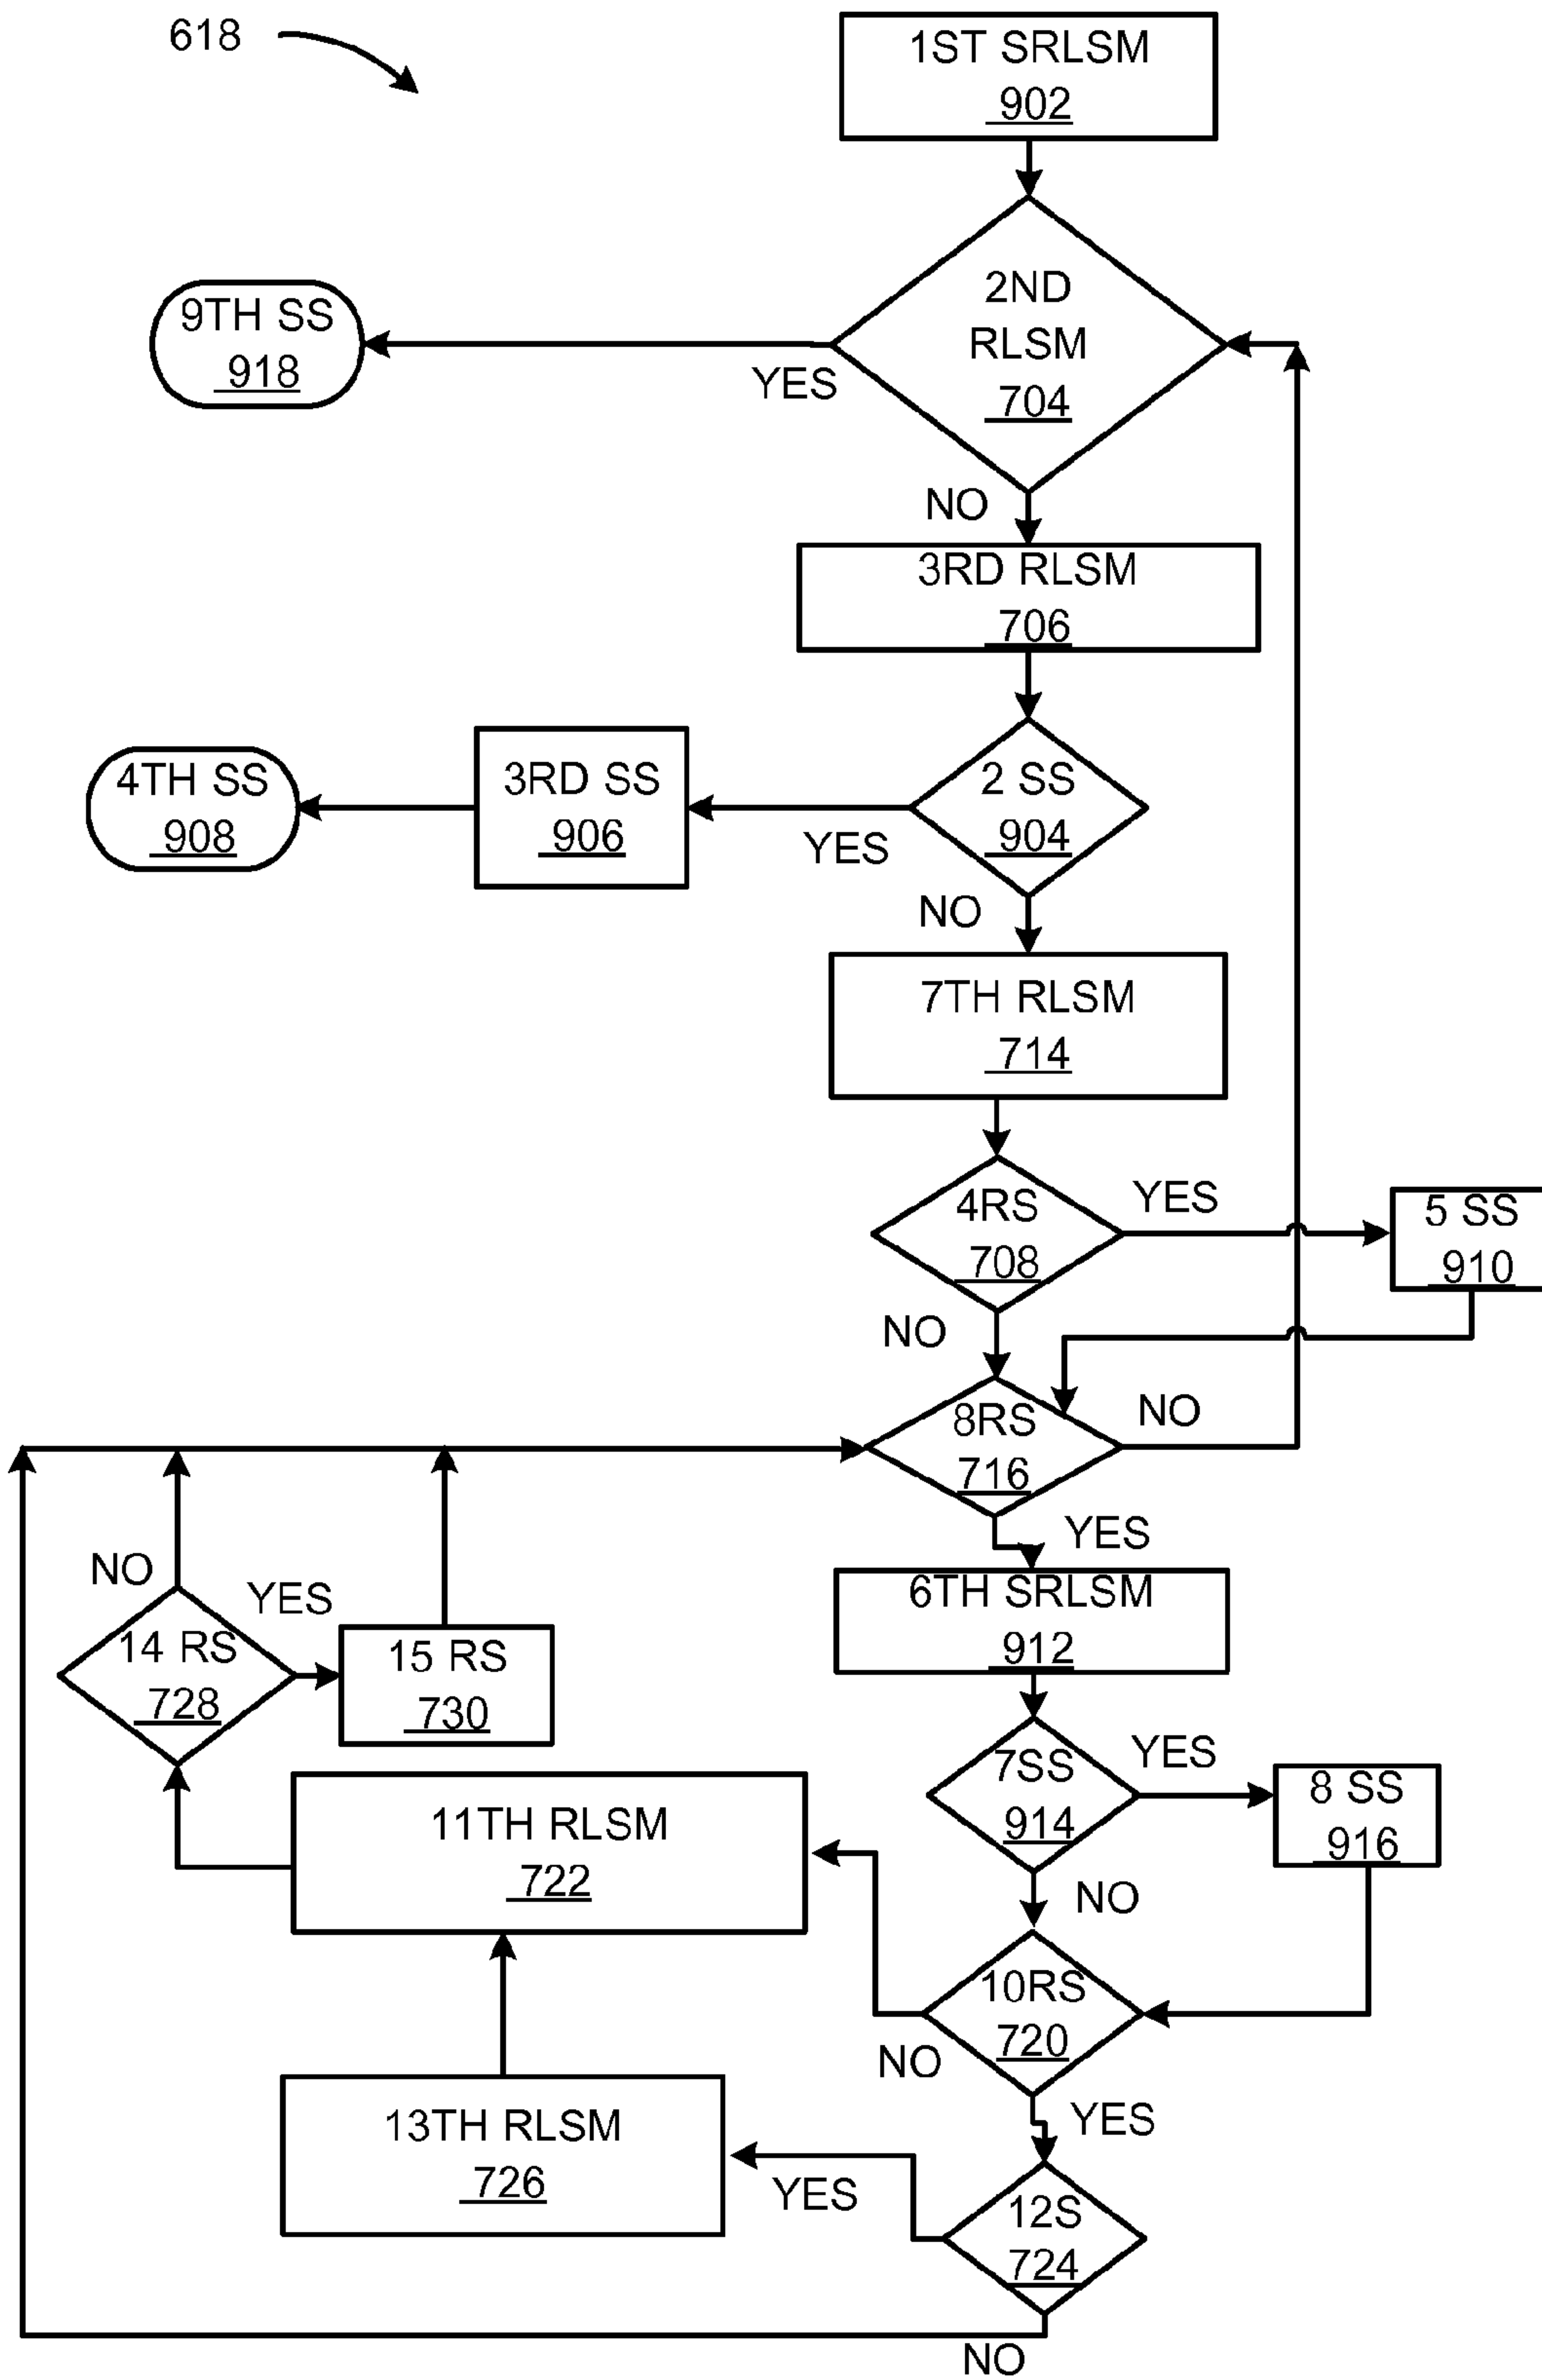 618
1ST SRLSM
902
2ND
RLSM
704
9TH SS
918
YES
NO
3RD RLSM
706
2 SS
904
3RD SS
906
4TH SS
908
YES
NO
7TH RLSM
714
4RS
708
YES
5 SS
910
NO
8RS
716
NO
YES
NO
YES
14 RS
728
15 RS
730
6TH SRLSM
912
7SS
914
YES
8 SS
916
11TH RLSM
722
NO
10RS
720
NO
YES
13TH RLSM
726
YES
12S
724
NO